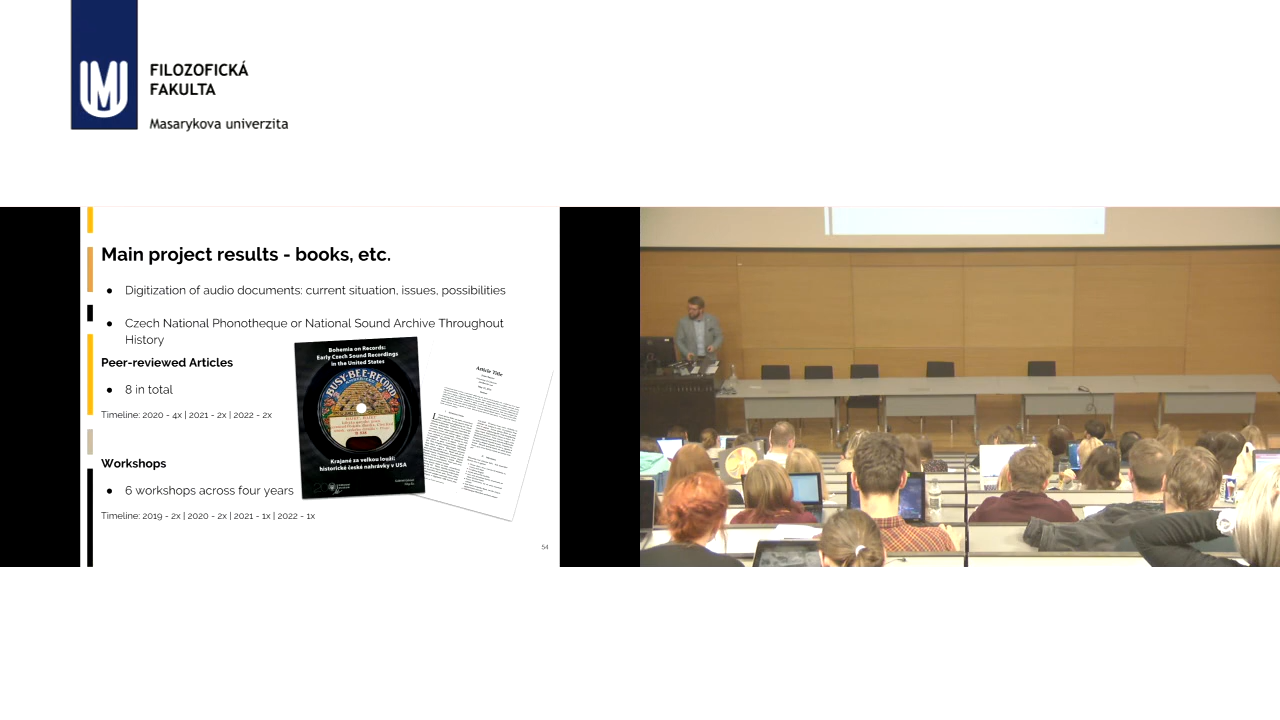 FILOZOFICKÁ
FAKULTA
Masarykova univerzita
Main project results - books, etc.
● Digitization of audio documents: current situation, issues, possibilities
● Czech National Phonotheque or National Sound Archive Throughout
History
Peer-reviewed Articles
● 8 in total
Timeline: 2020 - 4x | 2021 - 2x | 2022 - 2x
Workshops
● 6 workshops across four years
Timeline: 2019 - 2x | 2020 - 2x | 2021 - 1x | 2022 - 1x
Bohemia on Records:
Early Czech Sound Recordings
in the United States
BUSY-BEE-RECORD
Krajané za velkou louží:
historické české nahrávky v USA
Article Title
54